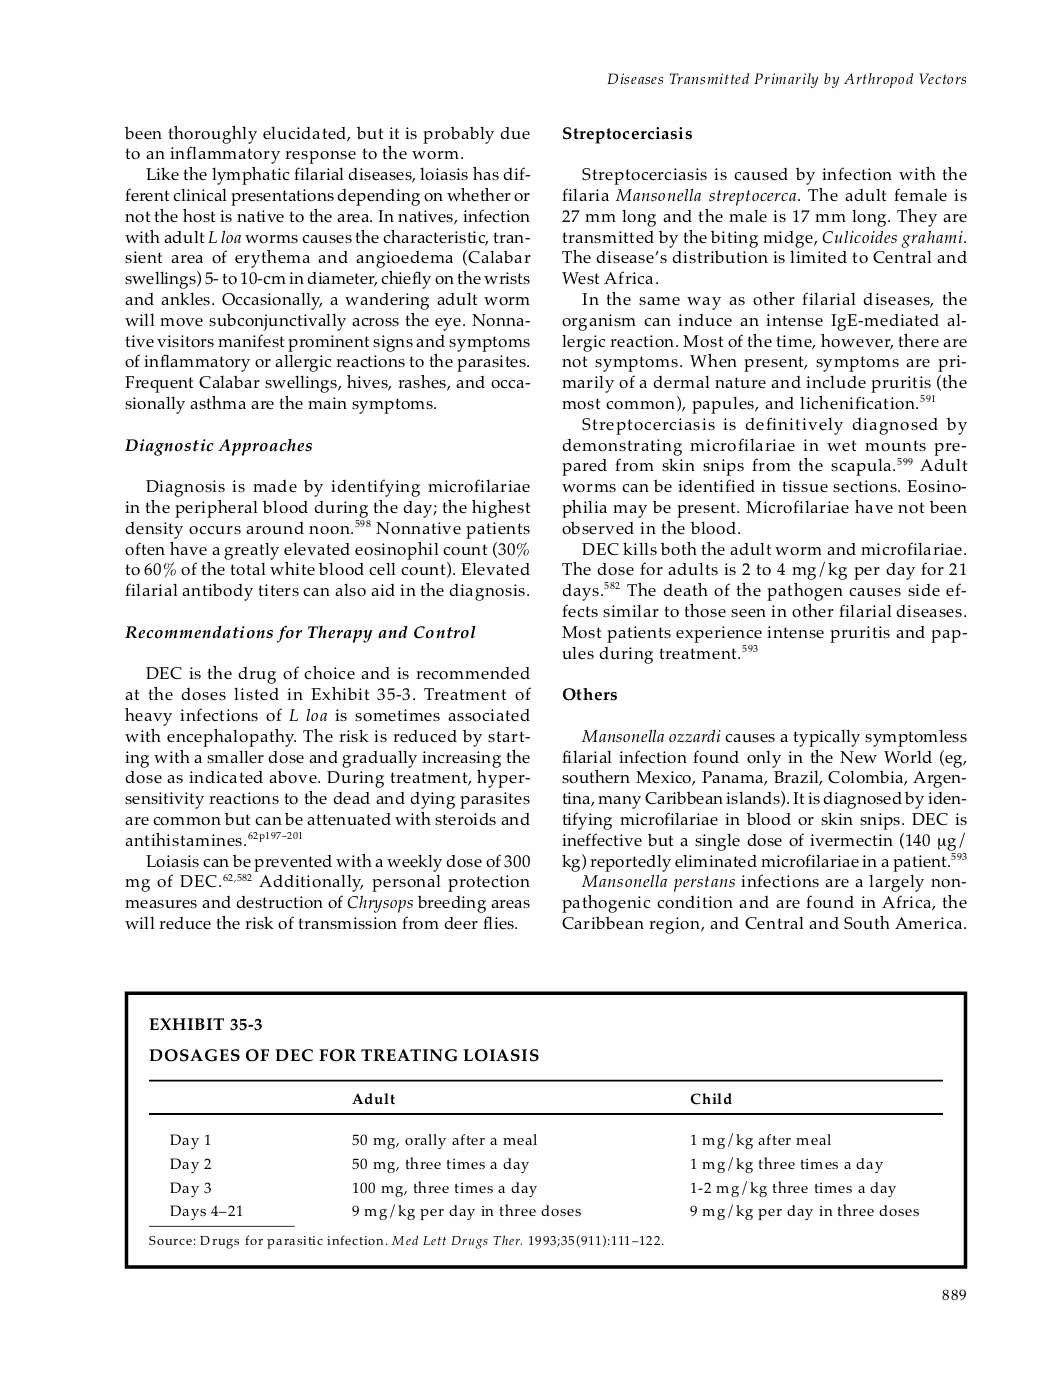 Diseases Transmitted Primarily by Arthropod Vectors
been thoroughly elucidated, but it is probably due
to an inflammatory response to the worm.
Like the lymphatic filarial diseases, loiasis has dif-
ferent clinical presentations depending on whether or
not the host is native to the area. In natives, infection
with adult L loa worms causes the characteristic, tran-
sient area of erythema and angioedema (Calabar
swellings) 5- to 10-cm in diameter, chiefly on the wrists
and ankles. Occasionally, a wandering adult worm
will move subconjunctivally across the eye. Nonna-
tive visitors manifest prominent signs and symptoms
of inflammatory or allergic reactions to the parasites.
Frequent Calabar swellings, hives, rashes, and occa-
sionally asthma are the main symptoms.
Diagnostic Approaches
Diagnosis is made by identifying microfilariae
in the peripheral blood during the day; the highest
density occurs around noon.598 Nonnative patients
often have a greatly elevated eosinophil count (30%
to 60% of the total white blood cell count). Elevated
filarial antibody titers can also aid in the diagnosis.
Recommendations for Therapy and Control
DEC is the drug of choice and is recommended
at the doses listed in Exhibit 35-3. Treatment of
heavy infections of L loa is sometimes associated
with encephalopathy. The risk is reduced by start-
ing with a smaller dose and gradually increasing the
dose as indicated above. During treatment, hyper-
sensitivity reactions to the dead and dying parasites
are common but can be attenuated with steroids and
antihistamines.62p197–201
Loiasis can be prevented with a weekly dose of 300
mg of DEC.62,582 Additionally, personal protection
measures and destruction of Chrysops breeding areas
will reduce the risk of transmission from deer flies.
Streptocerciasis
Streptocerciasis is caused by infection with the
filaria Mansonella streptocerca. The adult female is
27 mm long and the male is 17 mm long. They are
transmitted by the biting midge, Culicoides grahami.
The disease's distribution is limited to Central and
West Africa.
In the same way as other filarial diseases, the
organism can induce an intense IgE-mediated al-
lergic reaction. Most of the time, however, there are
not symptoms. When present, symptoms are pri-
marily of a dermal nature and include pruritis (the
most common), papules, and lichenification.591
Streptocerciasis is definitively diagnosed by
demonstrating microfilariae in wet mounts pre-
pared from skin snips from the scapula.599 Adult
worms can be identified in tissue sections. Eosino-
philia may be present. Microfilariae have not been
observed in the blood.
DEC kills both the adult worm and microfilariae.
The dose for adults is 2 to 4 mg/kg per day for 21
days.582 The death of the pathogen causes side ef-
fects similar to those seen in other filarial diseases.
Most patients experience intense pruritis and pap-
ules during treatment.593
Others
Mansonella ozzardi causes a typically symptomless
filarial infection found only in the New World (eg,
southern Mexico, Panama, Brazil, Colombia, Argen-
tina, many Caribbean islands). It is diagnosed by iden-
tifying microfilariae in blood or skin snips. DEC is
ineffective but a single dose of ivermectin (140 µg/
kg) reportedly eliminated microfilariae in a patient.593
Mansonella perstans infections are a largely non-
pathogenic condition and are found in Africa, the
Caribbean region, and Central and South America.
EXHIBIT 35-3
DOSAGES OF DEC FOR TREATING LOIASIS
Adult Child
Day 1 50 mg, orally after a meal 1 mg/kg after meal
Day 2 50 mg, three times a day 1 mg/kg three times a day
Day 3 100 mg, three times a day 1-2 mg/kg three times a day
Days 4–21 9 mg/kg per day in three doses 9 mg/kg per day in three doses
Source: Drugs for parasitic infection. Med Lett Drugs Ther. 1993;35(911):111–122.
889